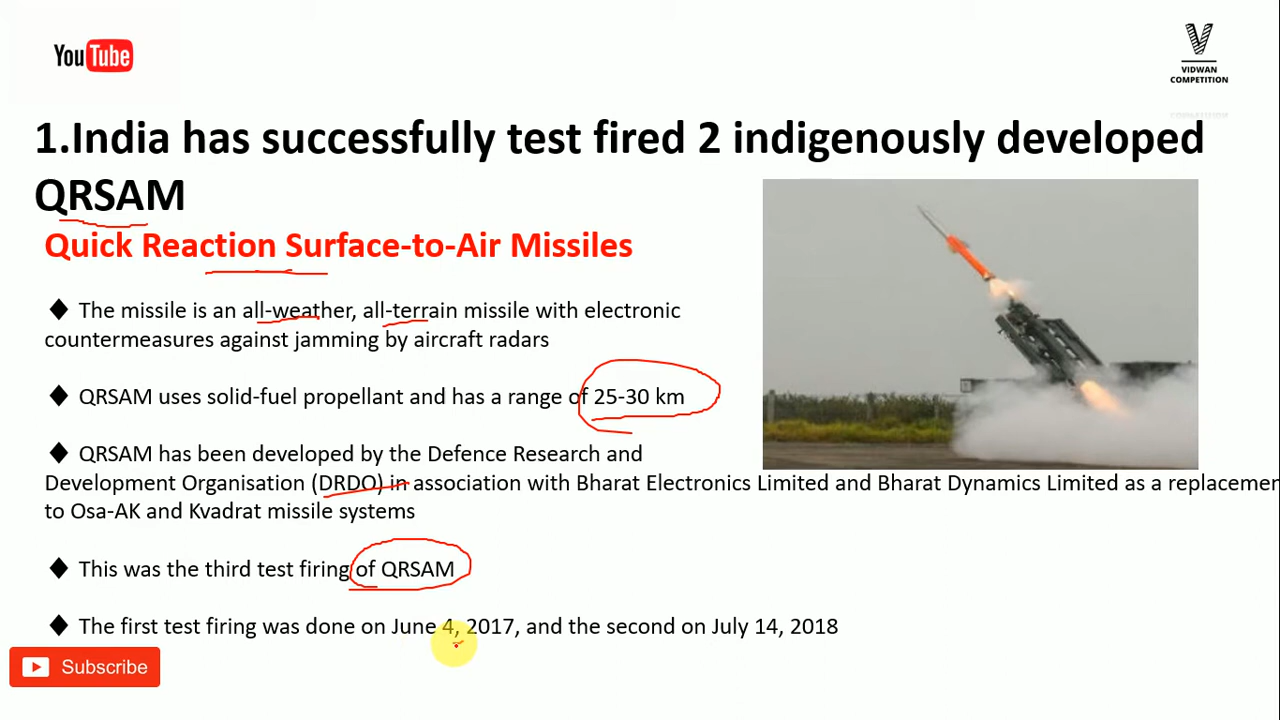 YouTube
VIDWAN
COMPETITION
1.India has successfully test fired 2 indigenously developed
QRSAM
Quick Reaction Surface-to-Air Missiles
♦ The missile is an all-weather, all-terrain missile with electronic
countermeasures against jamming by aircraft radars
♦ QRSAM uses solid-fuel propellant and has a range of 25-30 km
♦ QRSAM has been developed by the Defence Research and
Development Organisation (DRDO) in association with Bharat Electronics Limited and Bharat Dynamics Limited as a replacemen
to Osa-AK and Kvadrat missile systems
♦ This was the third test firing of QRSAM
♦ The first test firing was done on June 4, 2017, and the second on July 14, 2018
Subscribe